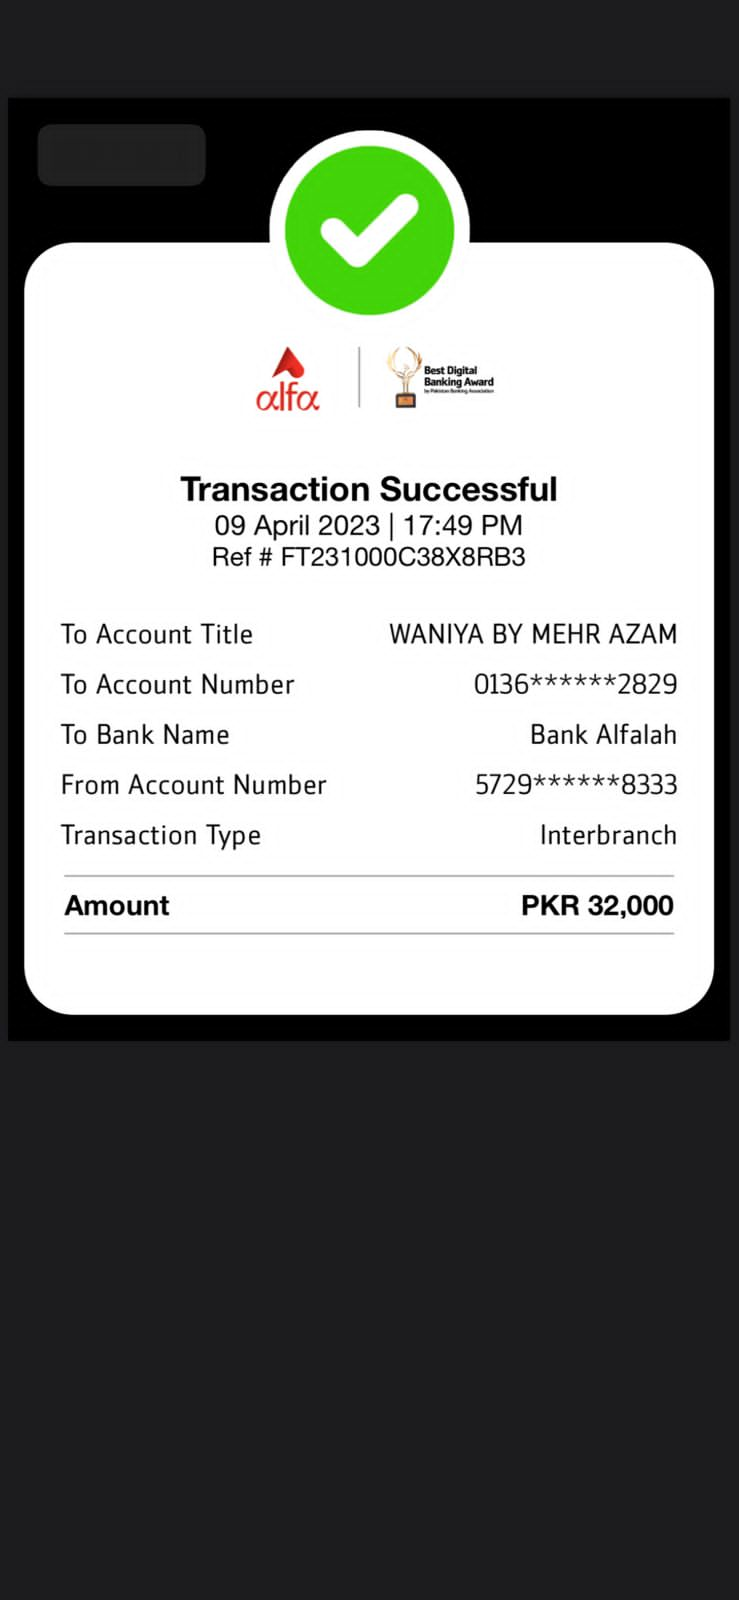 alfa
Best Digital
Banking Award
by Pakistan Banking Association
Transaction Successful
09 April 2023 | 17:49 PM
Ref # FT231000C38X8RB3
To Account Title WANIYA BY MEHR AZAM
To Account Number 0136******2829
To Bank Name Bank Alfalah
From Account Number 5729******8333
Transaction Type Interbranch
Amount PKR 32,000